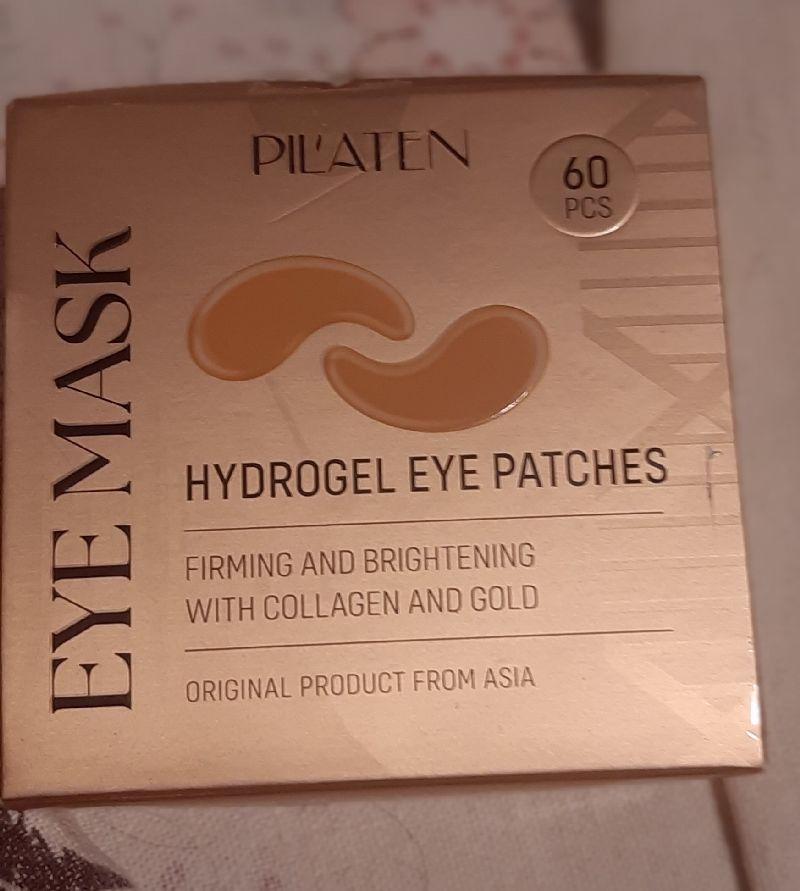 PIL'ATEN
60
PCS
EYE MASK
HYDROGEL EYE PATCHES
FIRMING AND BRIGHTENING
WITH COLLAGEN AND GOLD
ORIGINAL PRODUCT FROM ASIA